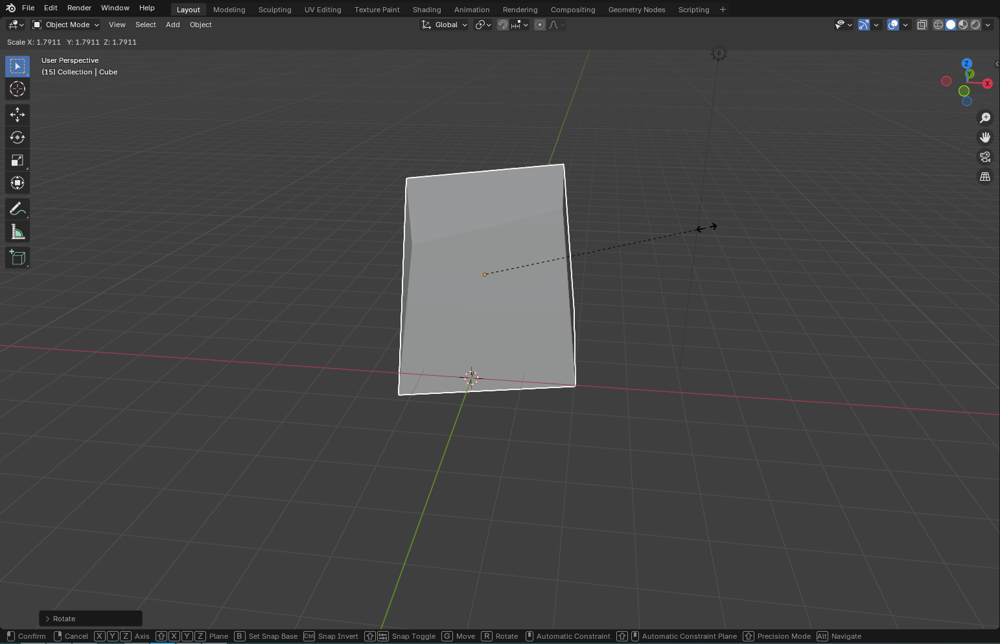 File Edit Render Window Help Layout Modeling Sculpting UV Editing Texture Paint Shading Animation Rendering Compositing Geometry Nodes Scripting +
Object Mode View Select Add Object Global
Scale X: 1.7911 Y: 1.7911 Z: 1.7911
User Perspective
(15) Collection | Cube
Z
Y
X
Rotate
Confirm Cancel X Y Z Axis X Y Z Plane B Set Snap Base Ctrl Snap Invert Snap Toggle G Move R Rotate Automatic Constraint Automatic Constraint Plane Precision Mode Alt Navigate